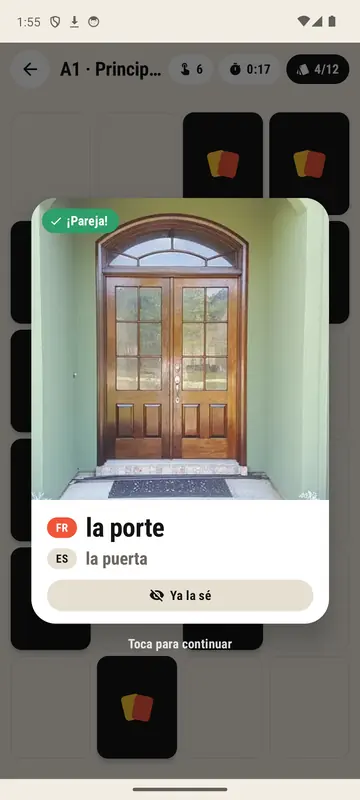 1:55
A1 · Princip...
6
0:17
4/12
¡Pareja!
FR la porte
ES la puerta
Ya la sé
Toca para continuar